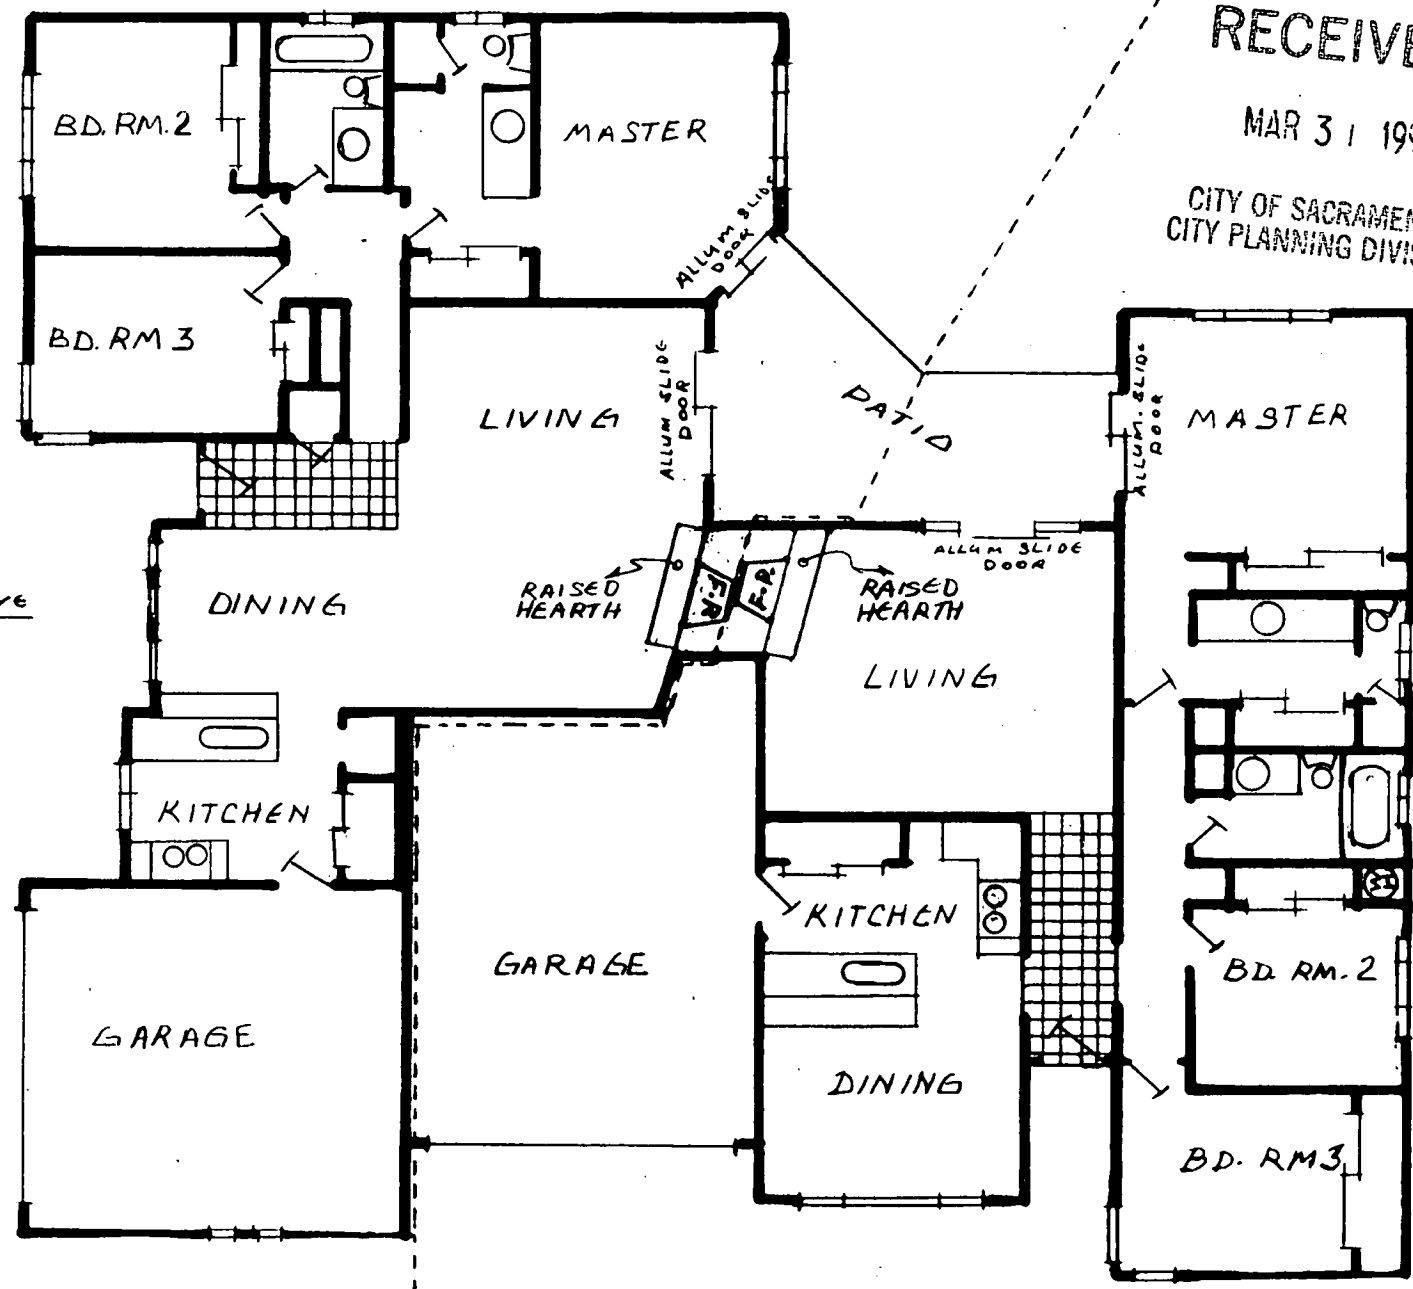 RECEIVE
MAR 31 19
CITY OF SACRAMEN
CITY PLANNING DIVIS
BD. RM. 2
MASTER
ALLUM SLIDE
DOOR
BD. RM 3
LIVING
ALLUM SLIDE
DOOR
PATIO
ALLUM. SLIDE
DOOR
MASTER
DINING
RAISED
HEARTH
F.P.
F.P.
RAISED
HEARTH
ALLUM SLIDE
DOOR
LIVING
KITCHEN
KITCHEN
GARAGE
GARAGE
DINING
WH
BD. RM. 2
BD. RM 3